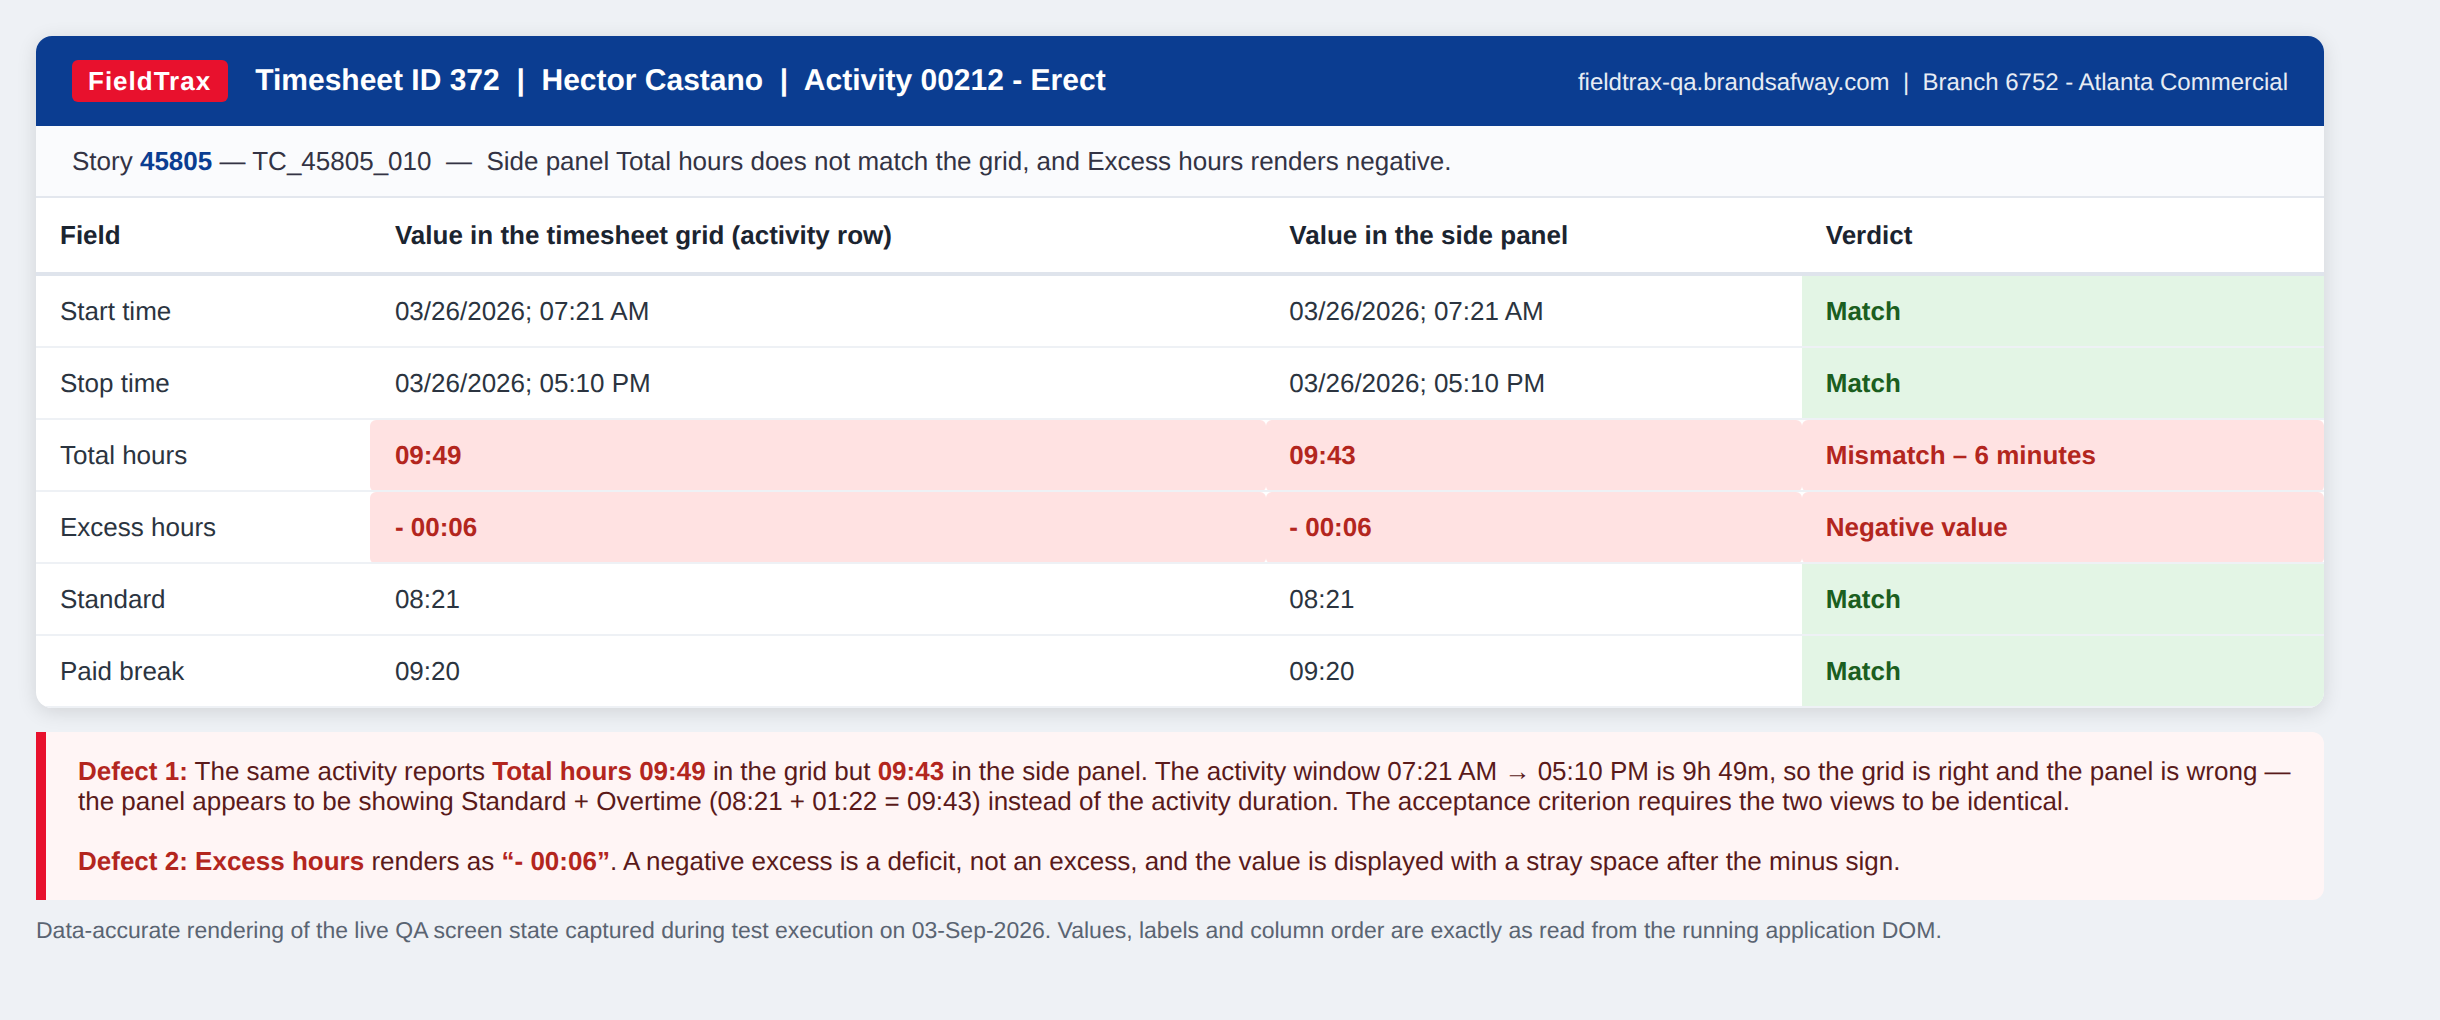 FieldTrax Timesheet ID 372 | Hector Castano | Activity 00212 - Erect fieldtrax-qa.brandsafway.com | Branch 6752 - Atlanta Commercial
Story 45805 — TC_45805_010 — Side panel Total hours does not match the grid, and Excess hours renders negative.
Field Value in the timesheet grid (activity row) Value in the side panel Verdict
Start time 03/26/2026; 07:21 AM 03/26/2026; 07:21 AM Match
Stop time 03/26/2026; 05:10 PM 03/26/2026; 05:10 PM Match
Total hours 09:49 09:43 Mismatch – 6 minutes
Excess hours - 00:06 - 00:06 Negative value
Standard 08:21 08:21 Match
Paid break 09:20 09:20 Match
Defect 1: The same activity reports Total hours 09:49 in the grid but 09:43 in the side panel. The activity window 07:21 AM → 05:10 PM is 9h 49m, so the grid is right and the panel is wrong —
the panel appears to be showing Standard + Overtime (08:21 + 01:22 = 09:43) instead of the activity duration. The acceptance criterion requires the two views to be identical.
Defect 2: Excess hours renders as “- 00:06”. A negative excess is a deficit, not an excess, and the value is displayed with a stray space after the minus sign.
Data-accurate rendering of the live QA screen state captured during test execution on 03-Sep-2026. Values, labels and column order are exactly as read from the running application DOM.